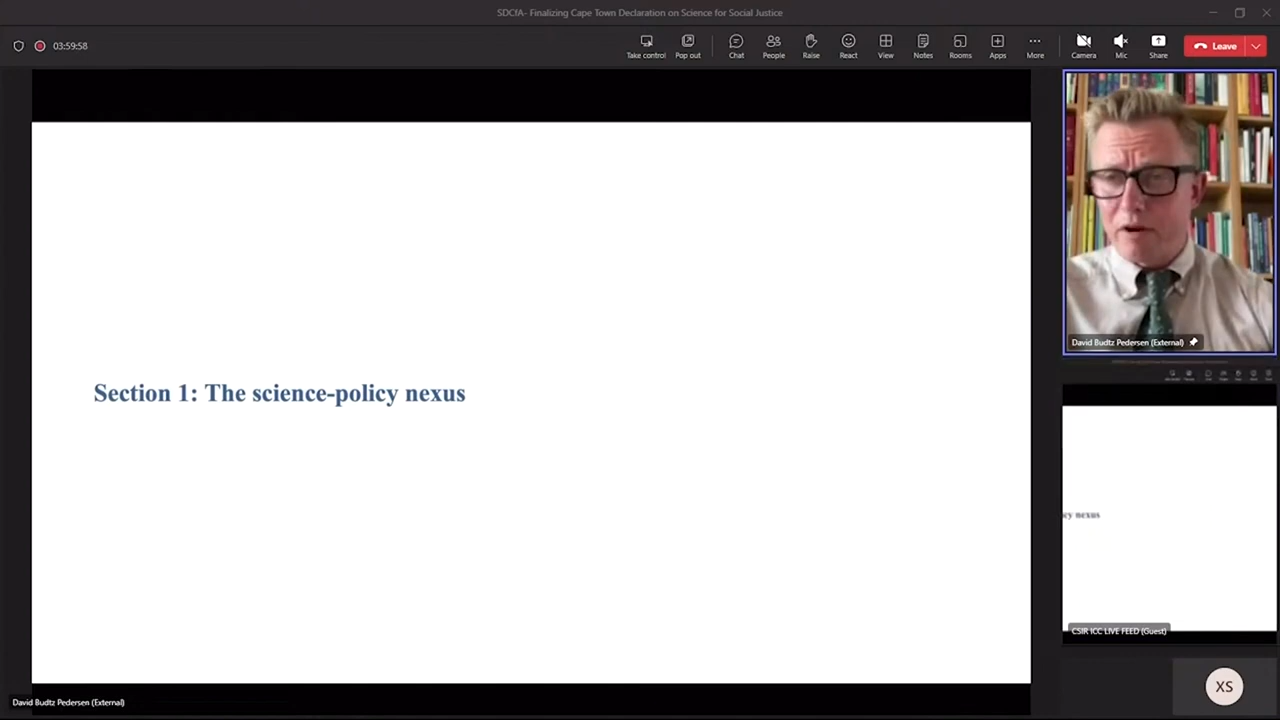 SDCfA- Finalizing Cape Town Declaration on Science for Social Justice
03:59:58
Take control Pop out Chat People Raise React View Notes Rooms Apps More Camera Mic Share Leave
Section 1: The science-policy nexus
David Budtz Pedersen (External)
cy nexus
CSIR ICC LIVE FEED (Guest)
XS
David Budtz Pedersen (External)